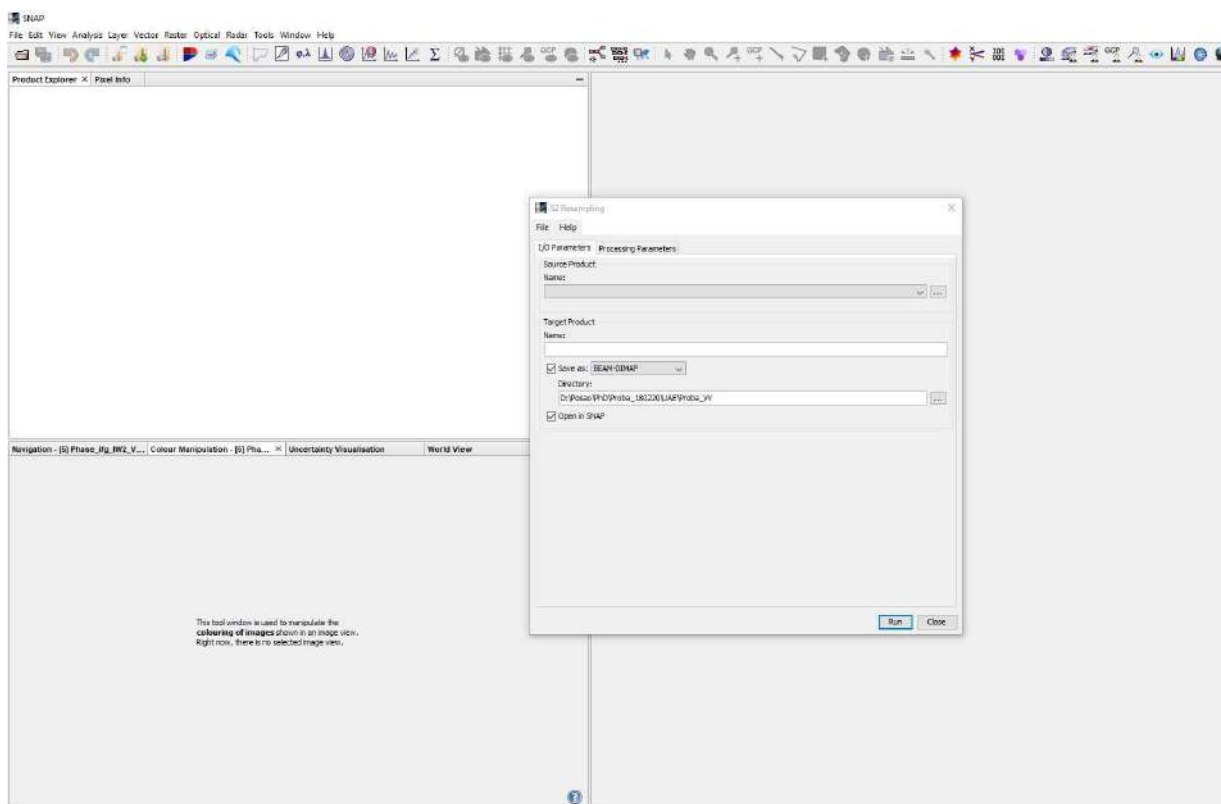 SNAP
File Edit View Analysis Layer Vector Raster Optical Radar Tools Window Help
Product Explorer × Pixel Info
S2 Resampling
File Help
I/O Parameters Processing Parameters
Source Product
Name:
...
Target Product
Name:
Save as: BEAM-DIMAP
Directory:
D:\Posao\PhD\Proba_180220\UAE\Proba_VV
...
Open in SNAP
Run Close
Navigation - [5] Phase_ifg_IW2_V... Colour Manipulation - [5] Pha... × Uncertainty Visualisation World View
This tool window is used to manipulate the
colouring of images shown in an image view.
Right now, there is no selected image view.